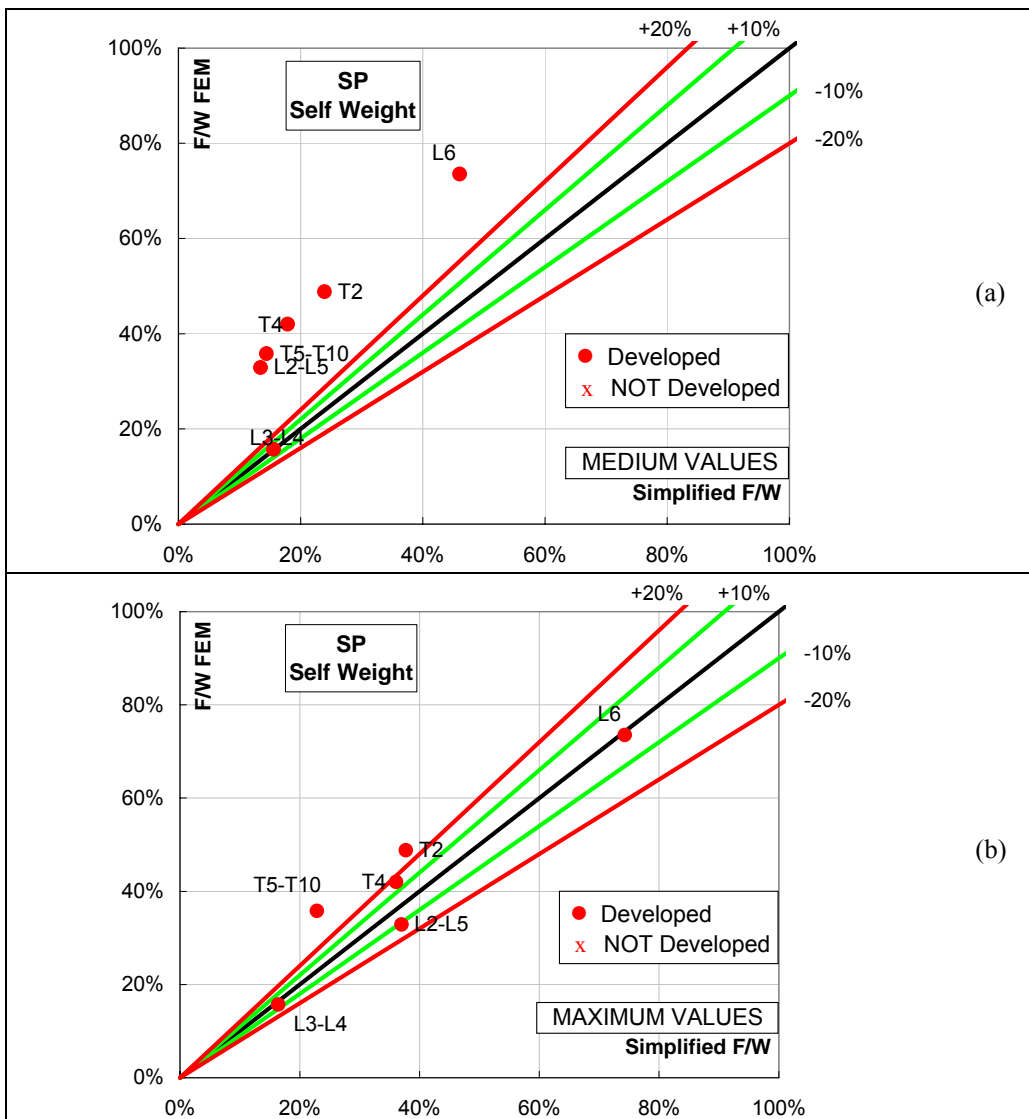 +20%
+10%
100%
F/W FEM
SP
Self Weight
-10%
-20%
80%
L6
60%
T2
T4
T5-T10
L2-L5
(a)
40%
Developed
x NOT Developed
20%
L3-L4
MEDIUM VALUES
Simplified F/W
0%
0% 20% 40% 60% 80% 100%
+20% +10%
100%
F/W FEM
SP
Self Weight
-10%
-20%
80%
L6
60%
T2
T4
T5-T10
L2-L5
(b)
40%
Developed
x NOT Developed
20%
L3-L4
MAXIMUM VALUES
Simplified F/W
0%
0% 20% 40% 60% 80% 100%